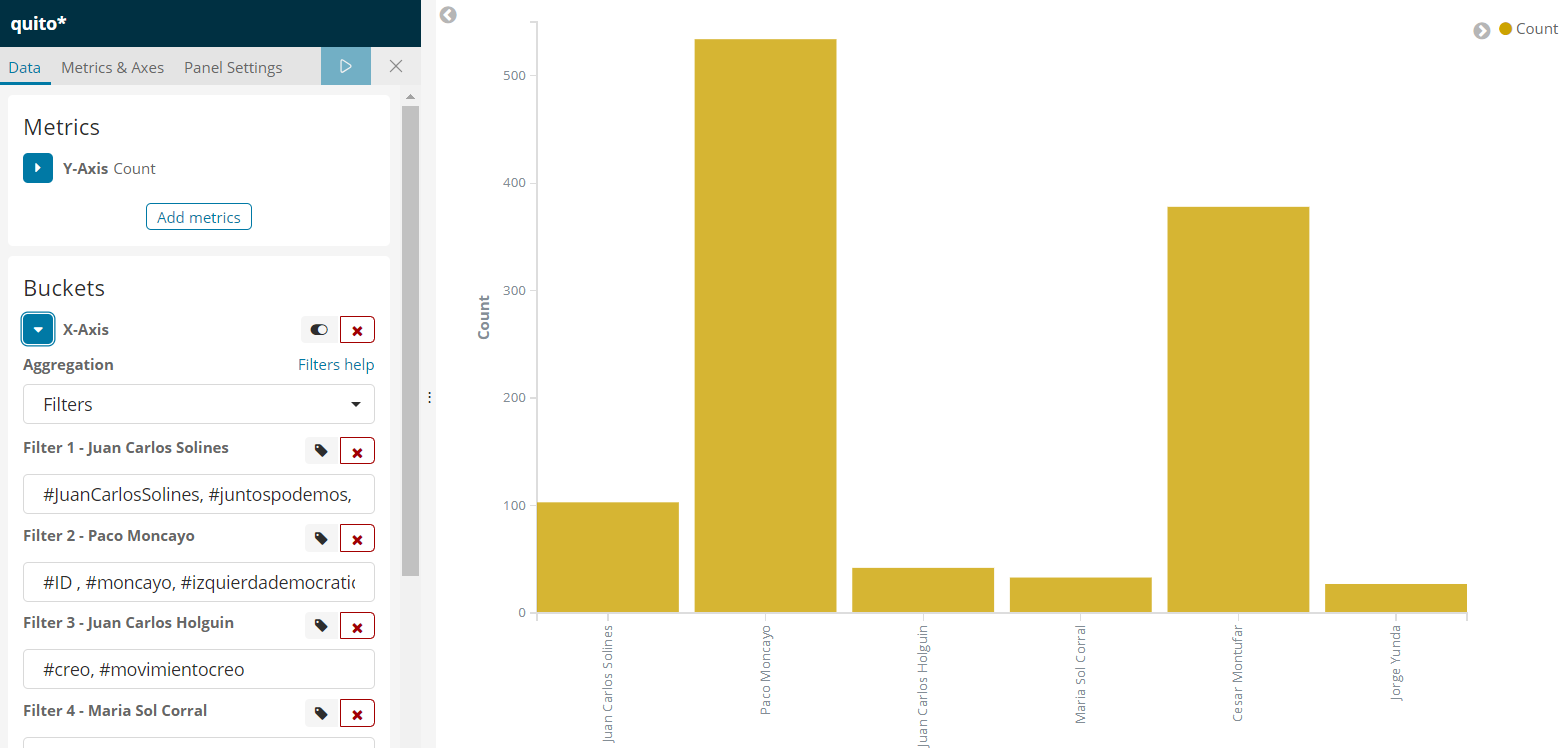 quito*
Data Metrics & Axes Panel Settings
Metrics
Y-Axis Count
Add metrics
Buckets
X-Axis
Aggregation Filters help
Filters
Filter 1 - Juan Carlos Solines
#JuanCarlosSolines, #juntospodemos,
Filter 2 - Paco Moncayo
#ID , #moncayo, #izquierdademocratic
Filter 3 - Juan Carlos Holguin
#creo, #movimientocreo
Filter 4 - Maria Sol Corral
Count
500
400
300
200
100
0
Count
Juan Carlos Solines
Paco Moncayo
Juan Carlos Holguin
Maria Sol Corral
Cesar Montufar
Jorge Yunda